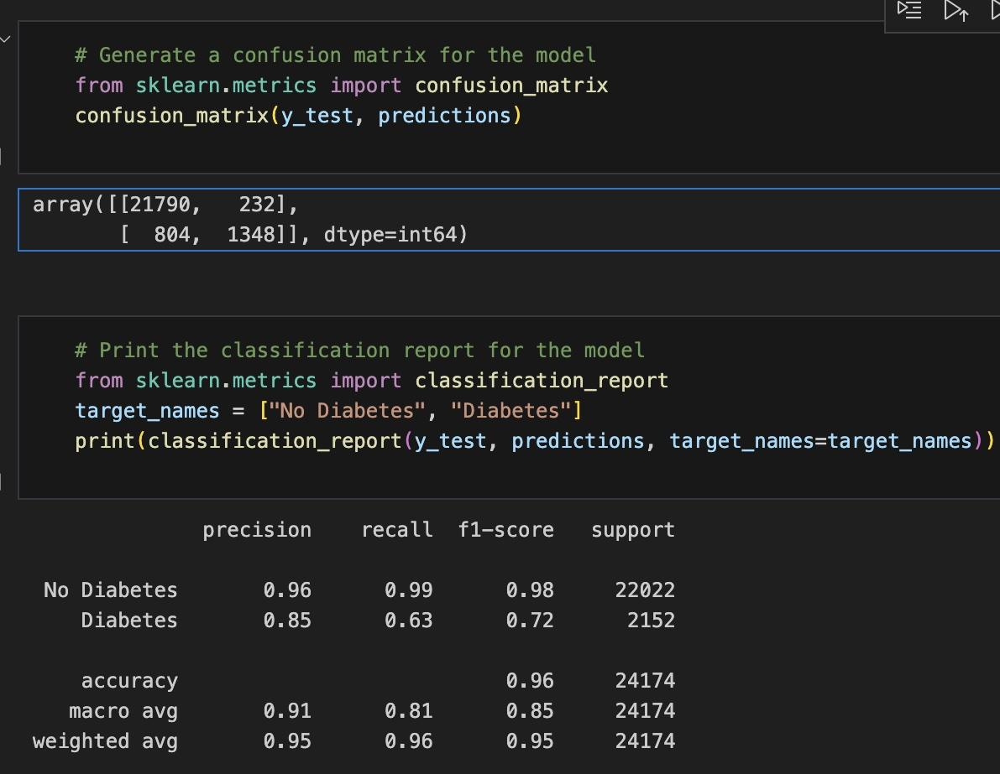 # Generate a confusion matrix for the model
from sklearn.metrics import confusion_matrix
confusion_matrix(y_test, predictions)
array([[21790,   232],
       [  804,  1348]], dtype=int64)
# Print the classification report for the model
from sklearn.metrics import classification_report
target_names = ["No Diabetes", "Diabetes"]
print(classification_report(y_test, predictions, target_names=target_names))
precision    recall  f1-score   support
No Diabetes       0.96      0.99      0.98     22022
Diabetes       0.85      0.63      0.72      2152
accuracy                           0.96     24174
macro avg       0.91      0.81      0.85     24174
weighted avg       0.95      0.96      0.95     24174